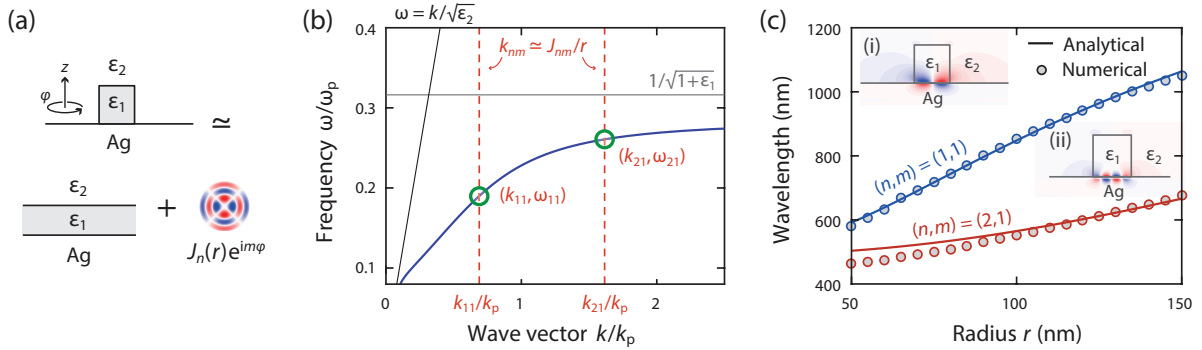 (a)
z
φ
ε₂
ε₁
Ag
≃
ε₂
ε₁
Ag
+
Jₙ(r)e^{imφ}
(b)
ω = k/√ε₂
kₙₘ ≃ Jₙₘ/r
1/√1+ε₁
(k₂₁, ω₂₁)
(k₁₁, ω₁₁)
Frequency ω/ωₚ
0.4
0.3
0.2
0.1
0
1
2
k₁₁/kₚ
k₂₁/kₚ
Wave vector k/kₚ
(c)
(i)
ε₁
ε₂
Ag
Analytical
Numerical
(ii)
ε₁
ε₂
Ag
(n,m) = (1,1)
(n,m) = (2,1)
Wavelength (nm)
1200
1000
800
600
400
50
100
150
Radius r (nm)